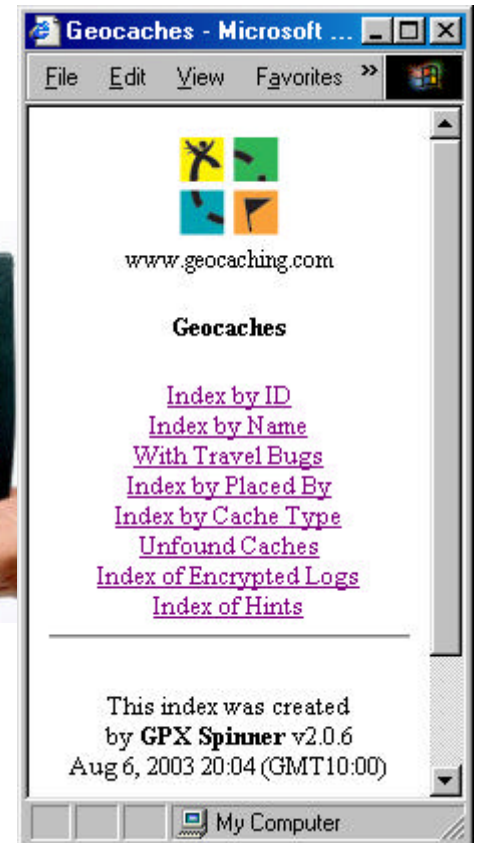 Geocaches - Microsoft ...
File Edit View Favorites »
www.geocaching.com
Geocaches
Index by ID
Index by Name
With Travel Bugs
Index by Placed By
Index by Cache Type
Unfound Caches
Index of Encrypted Logs
Index of Hints
This index was created
by GPX Spinner v2.0.6
Aug 6, 2003 20:04 (GMT10:00)
My Computer